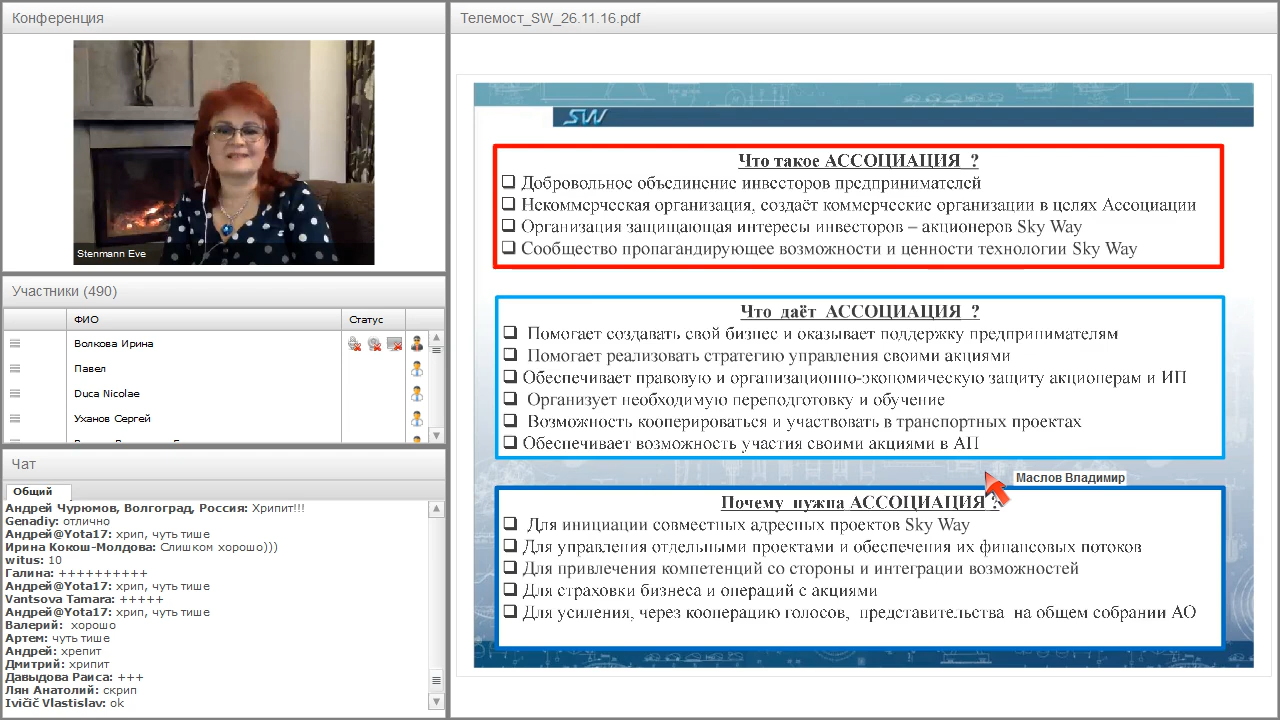 Конференция
Stenmann Eve
Участники (490)
ФИО Статус
Волкова Ирина
Павел
Duca Nicolae
Уханов Сергей
Чат
Общий
Андрей Чурюмов, Волгоград, Россия: Хрипит!!!
Genadiy: отлично
Андрей@Yota17: хрип, чуть тише
Ирина Кокош-Молдова: Слишком хорошо)))
witus: 10
Галина: ++++++++++
Андрей@Yota17: хрип, чуть тише
Vantsova Tamara: +++++
Андрей@Yota17: хрип, чуть тише
Валерий: хорошо
Артем: чуть тише
Андрей: хрепит
Дмитрий: хрипит
Давыдова Раиса: +++
Лян Анатолий: скрип
Ivičič Vlastislav: ok
Телемост_SW_26.11.16.pdf
SW
Что такое АССОЦИАЦИЯ ?
❑ Добровольное объединение инвесторов предпринимателей
❑ Некоммерческая организация, создаёт коммерческие организации в целях Ассоциации
❑ Организация защищающая интересы инвесторов – акционеров Sky Way
❑ Сообщество пропагандирующее возможности и ценности технологии Sky Way
Что даёт АССОЦИАЦИЯ ?
❑ Помогает создавать свой бизнес и оказывает поддержку предпринимателям
❑ Помогает реализовать стратегию управления своими акциями
❑ Обеспечивает правовую и организационно-экономическую защиту акционерам и ИП
❑ Организует необходимую переподготовку и обучение
❑ Возможность кооперироваться и участвовать в транспортных проектах
❑ Обеспечивает возможность участия своими акциями в АП
Маслов Владимир
Почему нужна АССОЦИАЦИЯ ?
❑ Для инициации совместных адресных проектов Sky Way
❑ Для управления отдельными проектами и обеспечения их финансовых потоков
❑ Для привлечения компетенций со стороны и интеграции возможностей
❑ Для страховки бизнеса и операций с акциями
❑ Для усиления, через кооперацию голосов, представительства на общем собрании АО